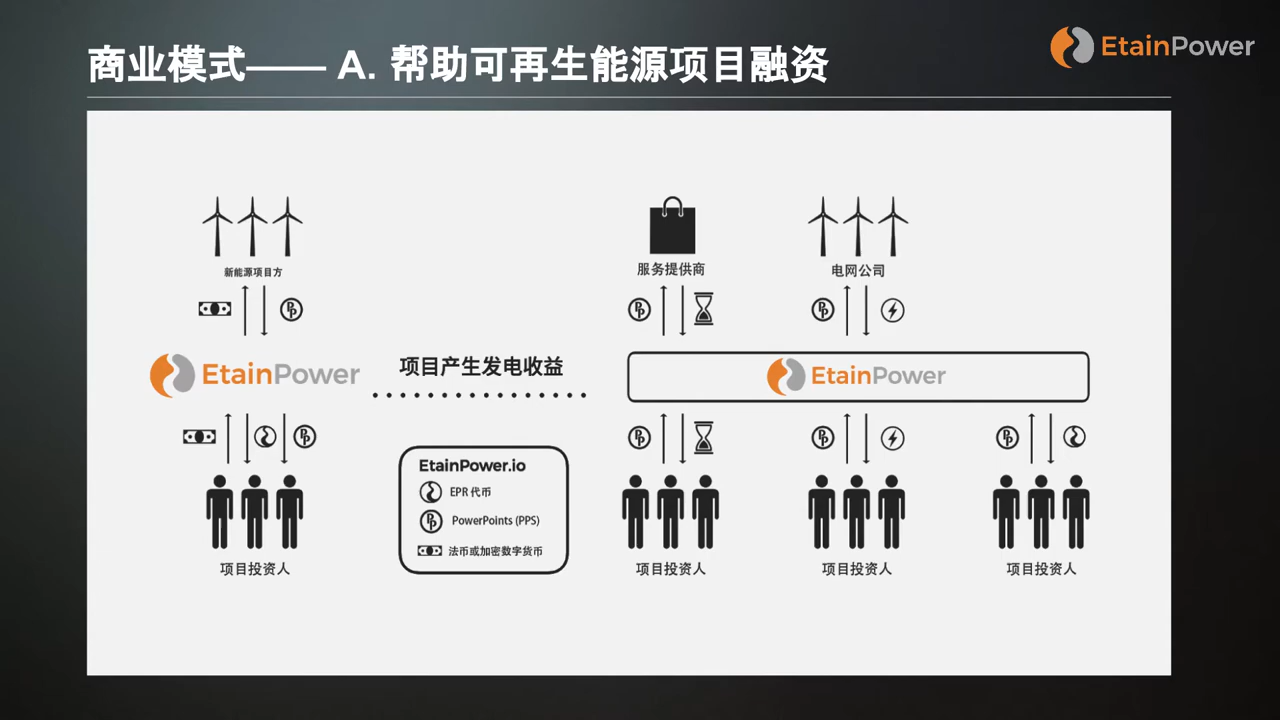 商业模式—— A. 帮助可再生能源项目融资
EtainPower
新能源项目方
服务提供商
电网公司
EtainPower
项目产生发电收益
EtainPower
EtainPower.io
EPR 代币
PowerPoints (PPS)
法币或加密数字货币
项目投资人
项目投资人
项目投资人
项目投资人